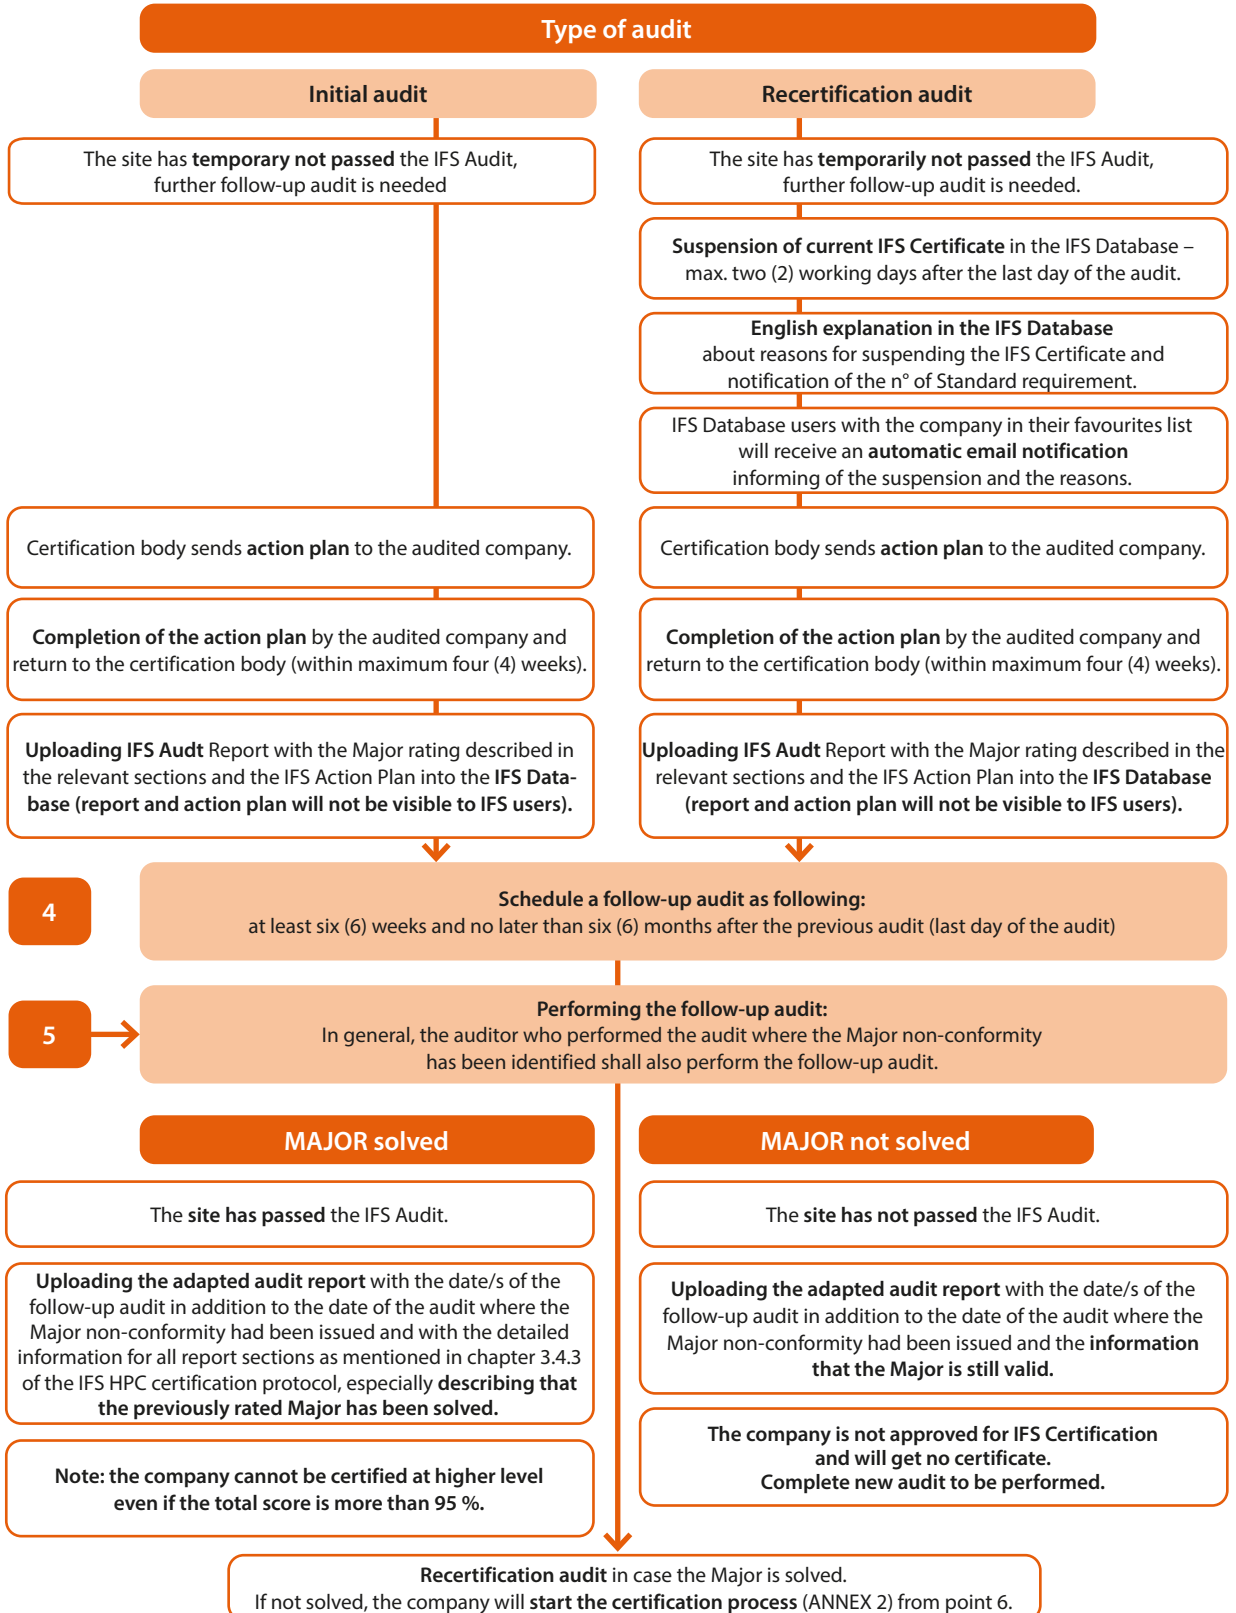 Type of audit
Initial audit
The site has temporary not passed the IFS Audit,
further follow-up audit is needed
Recertification audit
The site has temporarily not passed the IFS Audit,
further follow-up audit is needed.
Suspension of current IFS Certificate in the IFS Database –
max. two (2) working days after the last day of the audit.
English explanation in the IFS Database
about reasons for suspending the IFS Certificate and
notification of the n° of Standard requirement.
IFS Database users with the company in their favourites list
will receive an automatic email notification
informing of the suspension and the reasons.
Certification body sends action plan to the audited company.
Completion of the action plan by the audited company and
return to the certification body (within maximum four (4) weeks).
Uploading IFS Audt Report with the Major rating described in
the relevant sections and the IFS Action Plan into the IFS Data-
base (report and action plan will not be visible to IFS users).
Certification body sends action plan to the audited company.
Completion of the action plan by the audited company and
return to the certification body (within maximum four (4) weeks).
Uploading IFS Audt Report with the Major rating described in the
relevant sections and the IFS Action Plan into the IFS Database
(report and action plan will not be visible to IFS users).
4
Schedule a follow-up audit as following:
at least six (6) weeks and no later than six (6) months after the previous audit (last day of the audit)
5
Performing the follow-up audit:
In general, the auditor who performed the audit where the Major non-conformity
has been identified shall also perform the follow-up audit.
MAJOR solved
The site has passed the IFS Audit.
Uploading the adapted audit report with the date/s of the
follow-up audit in addition to the date of the audit where the
Major non-conformity had been issued and with the detailed
information for all report sections as mentioned in chapter 3.4.3
of the IFS HPC certification protocol, especially describing that
the previously rated Major has been solved.
Note: the company cannot be certified at higher level
even if the total score is more than 95 %.
MAJOR not solved
The site has not passed the IFS Audit.
Uploading the adapted audit report with the date/s of the
follow-up audit in addition to the date of the audit where the
Major non-conformity had been issued and the information
that the Major is still valid.
The company is not approved for IFS Certification
and will get no certificate.
Complete new audit to be performed.
Recertification audit in case the Major is solved.
If not solved, the company will start the certification process (ANNEX 2) from point 6.